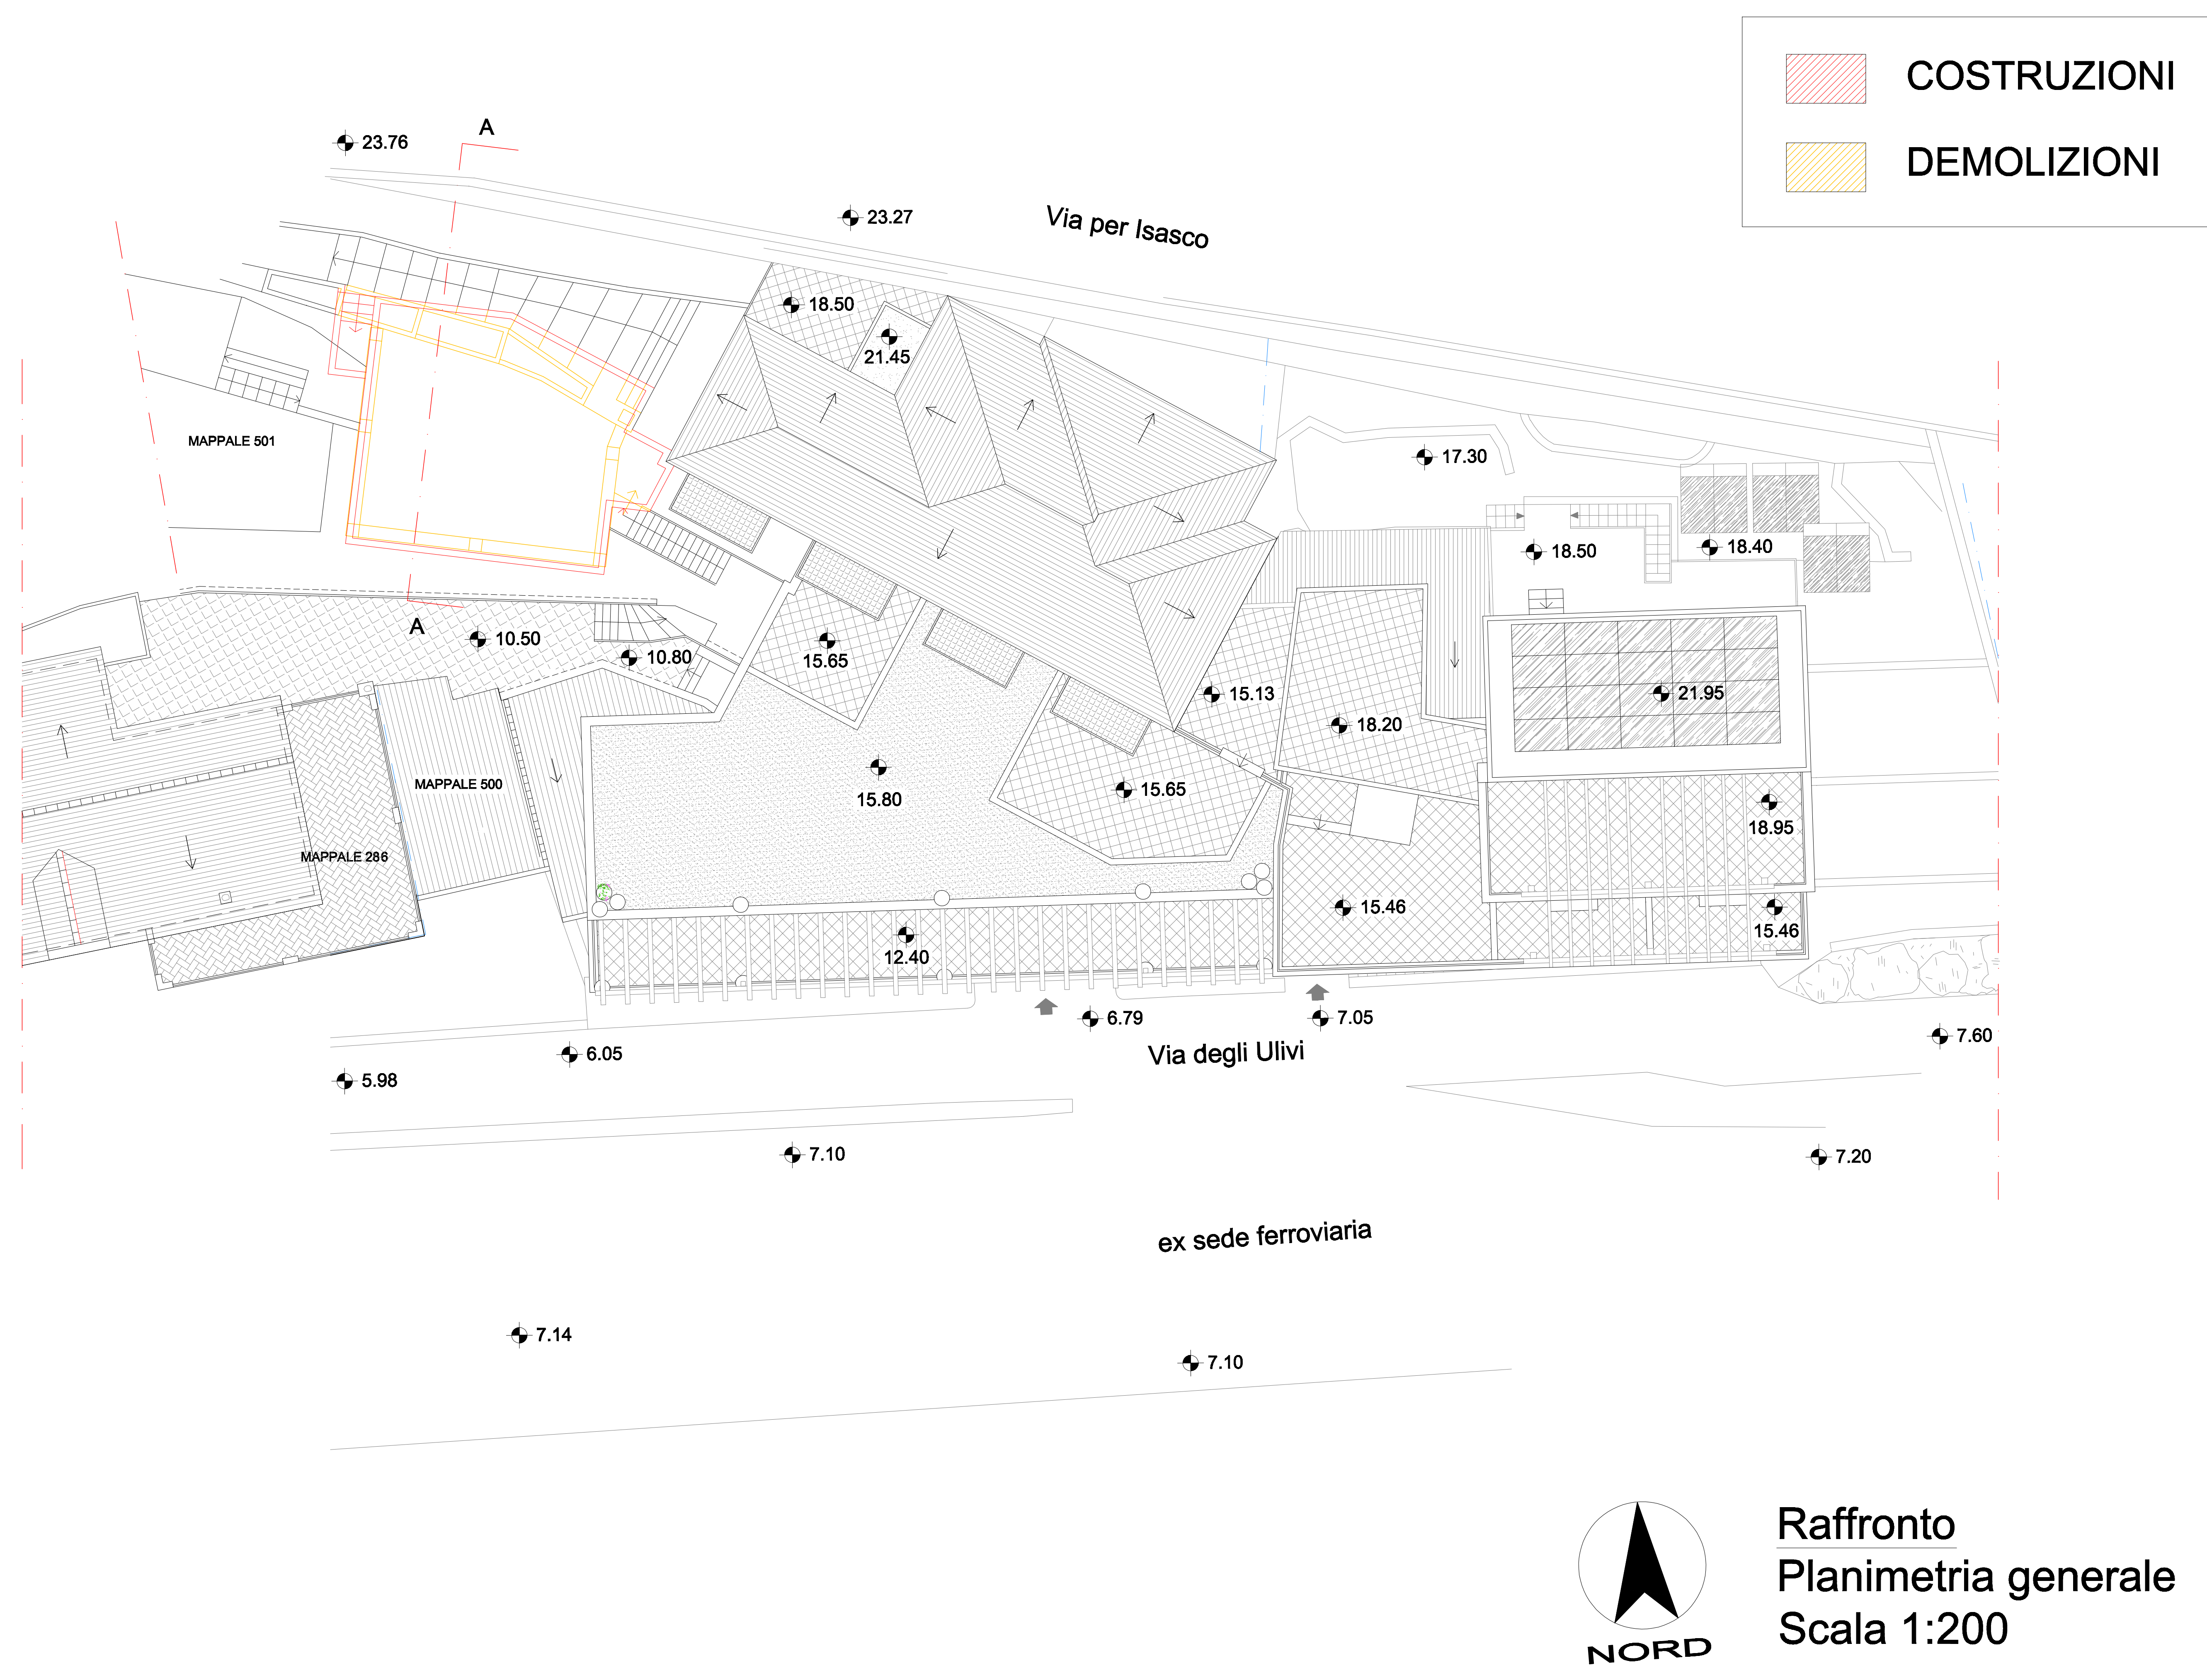 COSTRUZIONI
DEMOLIZIONI
A
23.76
23.27
Via per Isasco
18.50
21.45
MAPPALE 501
17.30
18.50
18.40
A
10.50
10.80
15.65
15.13
18.20
21.95
MAPPALE 500
15.80
15.65
18.95
MAPPALE 286
15.46
15.46
12.40
6.79
7.05
7.60
6.05
Via degli Ulivi
5.98
7.10
7.20
ex sede ferroviaria
7.14
7.10
Raffronto
Planimetria generale
Scala 1:200
NORD